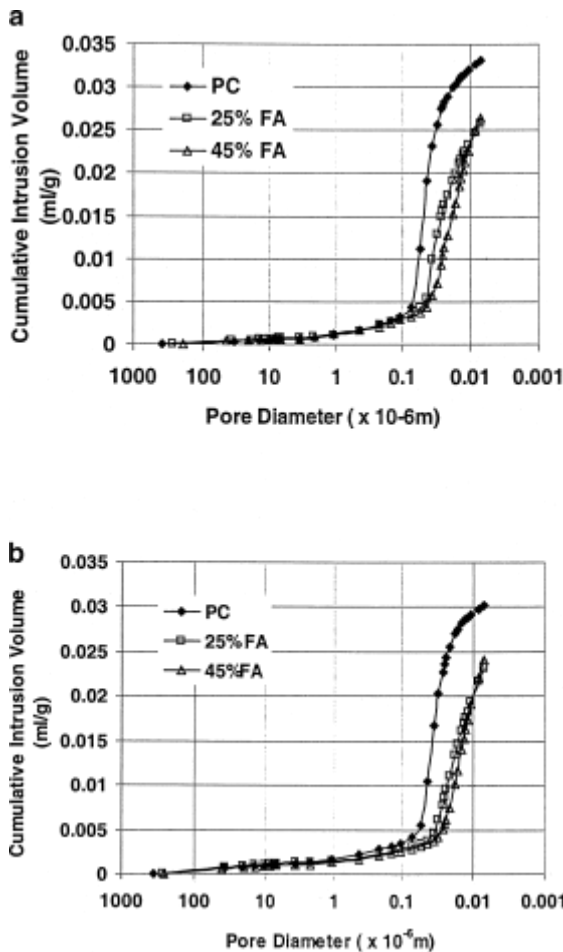 a
0.035
0.03
0.025
0.02
0.015
0.01
0.005
0
Cumulative Intrusion Volume
(ml/g)
PC
25% FA
45% FA
1000 100 10 1 0.1 0.01 0.001
Pore Diameter ( x 10-6m)
b
0.035
0.03
0.025
0.02
0.015
0.01
0.005
0
Cumulative Intrusion Volume
(ml/g)
PC
25%FA
45%FA
1000 100 10 1 0.1 0.01 0.001
Pore Diameter ( x 10⁻⁶m)